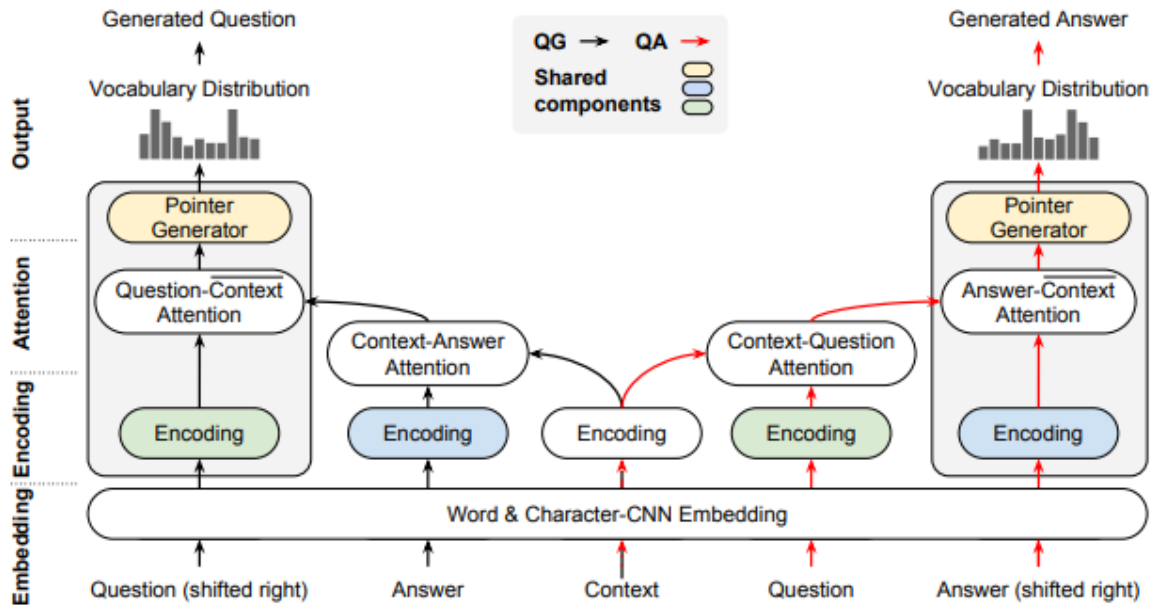 Generated Question
Generated Answer
QG QA
Shared
components
Vocabulary Distribution
Vocabulary Distribution
Output
Pointer
Generator
Pointer
Generator
Attention
Question-Context
Attention
Answer-Context
Attention
Context-Answer
Attention
Context-Question
Attention
Encoding
Encoding
Encoding
Encoding
Encoding
Encoding
Embedding
Word & Character-CNN Embedding
Question (shifted right)
Answer
Context
Question
Answer (shifted right)